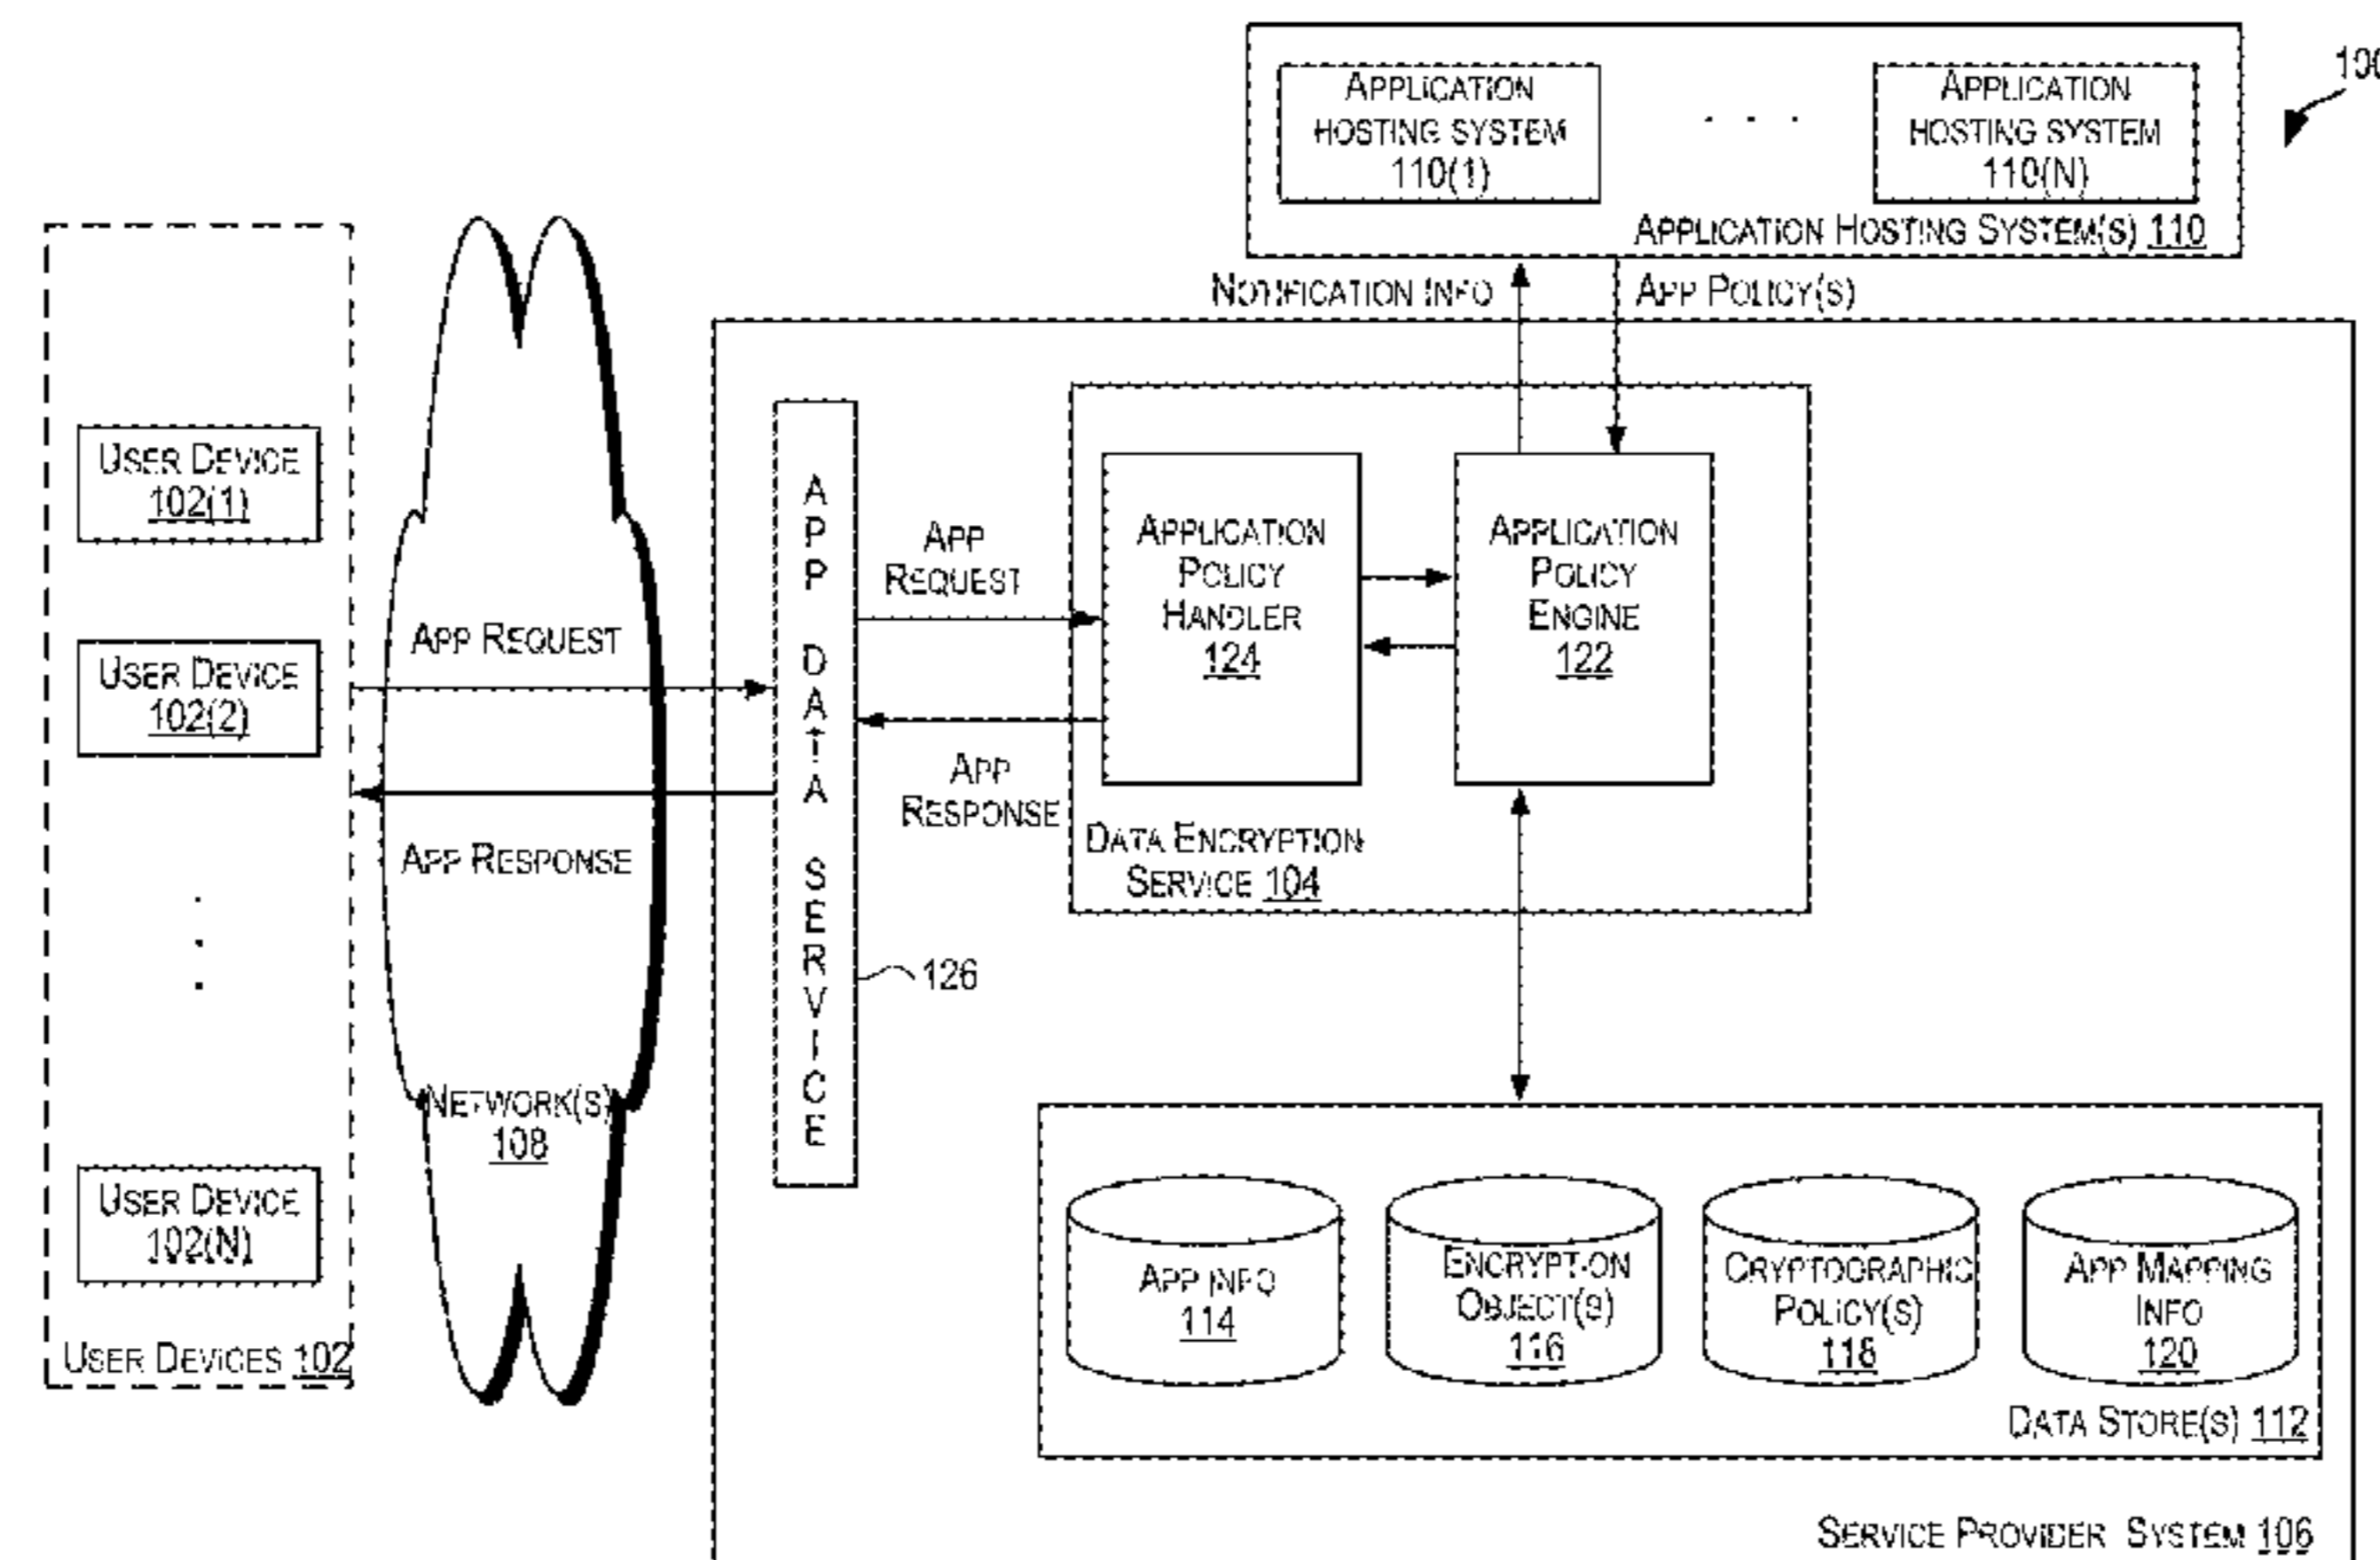 100
APPLICATION
HOSTING SYSTEM
110(1)
. . .
APPLICATION
HOSTING SYSTEM
110(N)
APPLICATION HOSTING SYSTEM(S) 110
NOTIFICATION INFO
APP POLICY(S)
USER DEVICE
102(1)
USER DEVICE
102(2)
.
.
.
USER DEVICE
102(N)
USER DEVICES 102
APP REQUEST
APP RESPONSE
NETWORK(S)
108
APP DATA SERVICE
126
APP
REQUEST
APP
RESPONSE
APPLICATION
POLICY
HANDLER
124
APPLICATION
POLICY
ENGINE
122
DATA ENCRYPTION
SERVICE 104
APP INFO
114
ENCRYPTION
OBJECT(S)
116
CRYPTOGRAPHIC
POLICY(S)
118
APP MAPPING
INFO
120
DATA STORE(S) 112
SERVICE PROVIDER SYSTEM 106